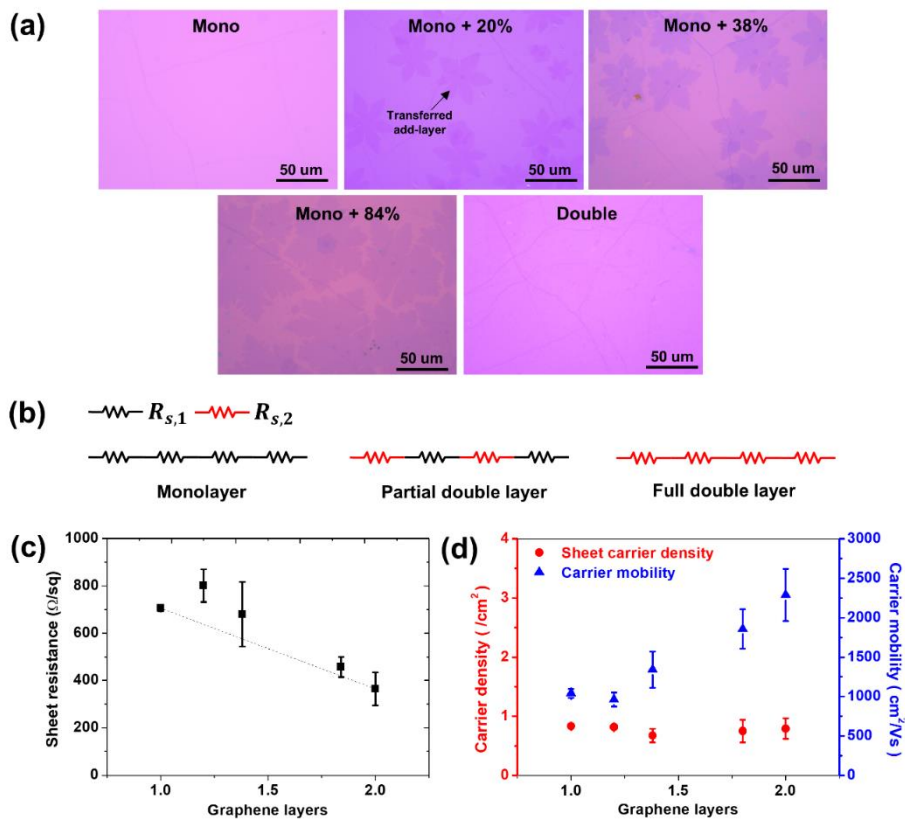 (a)
Mono
Mono + 20%
Mono + 38%
Transferred
add-layer
50 um
50 um
50 um
Mono + 84%
Double
50 um
50 um
(b)
Rs,1
Rs,2
Monolayer
Partial double layer
Full double layer
(c)
Sheet resistance (Ω/sq)
1000
800
600
400
200
0
1.0
1.5
2.0
Graphene layers
(d)
Carrier density ( /cm²)
4
3
2
1
0
Sheet carrier density
Carrier mobility
3000
2500
2000
1500
1000
500
0
Carrier mobility ( cm²/Vs)
1.0
1.5
2.0
Graphene layers